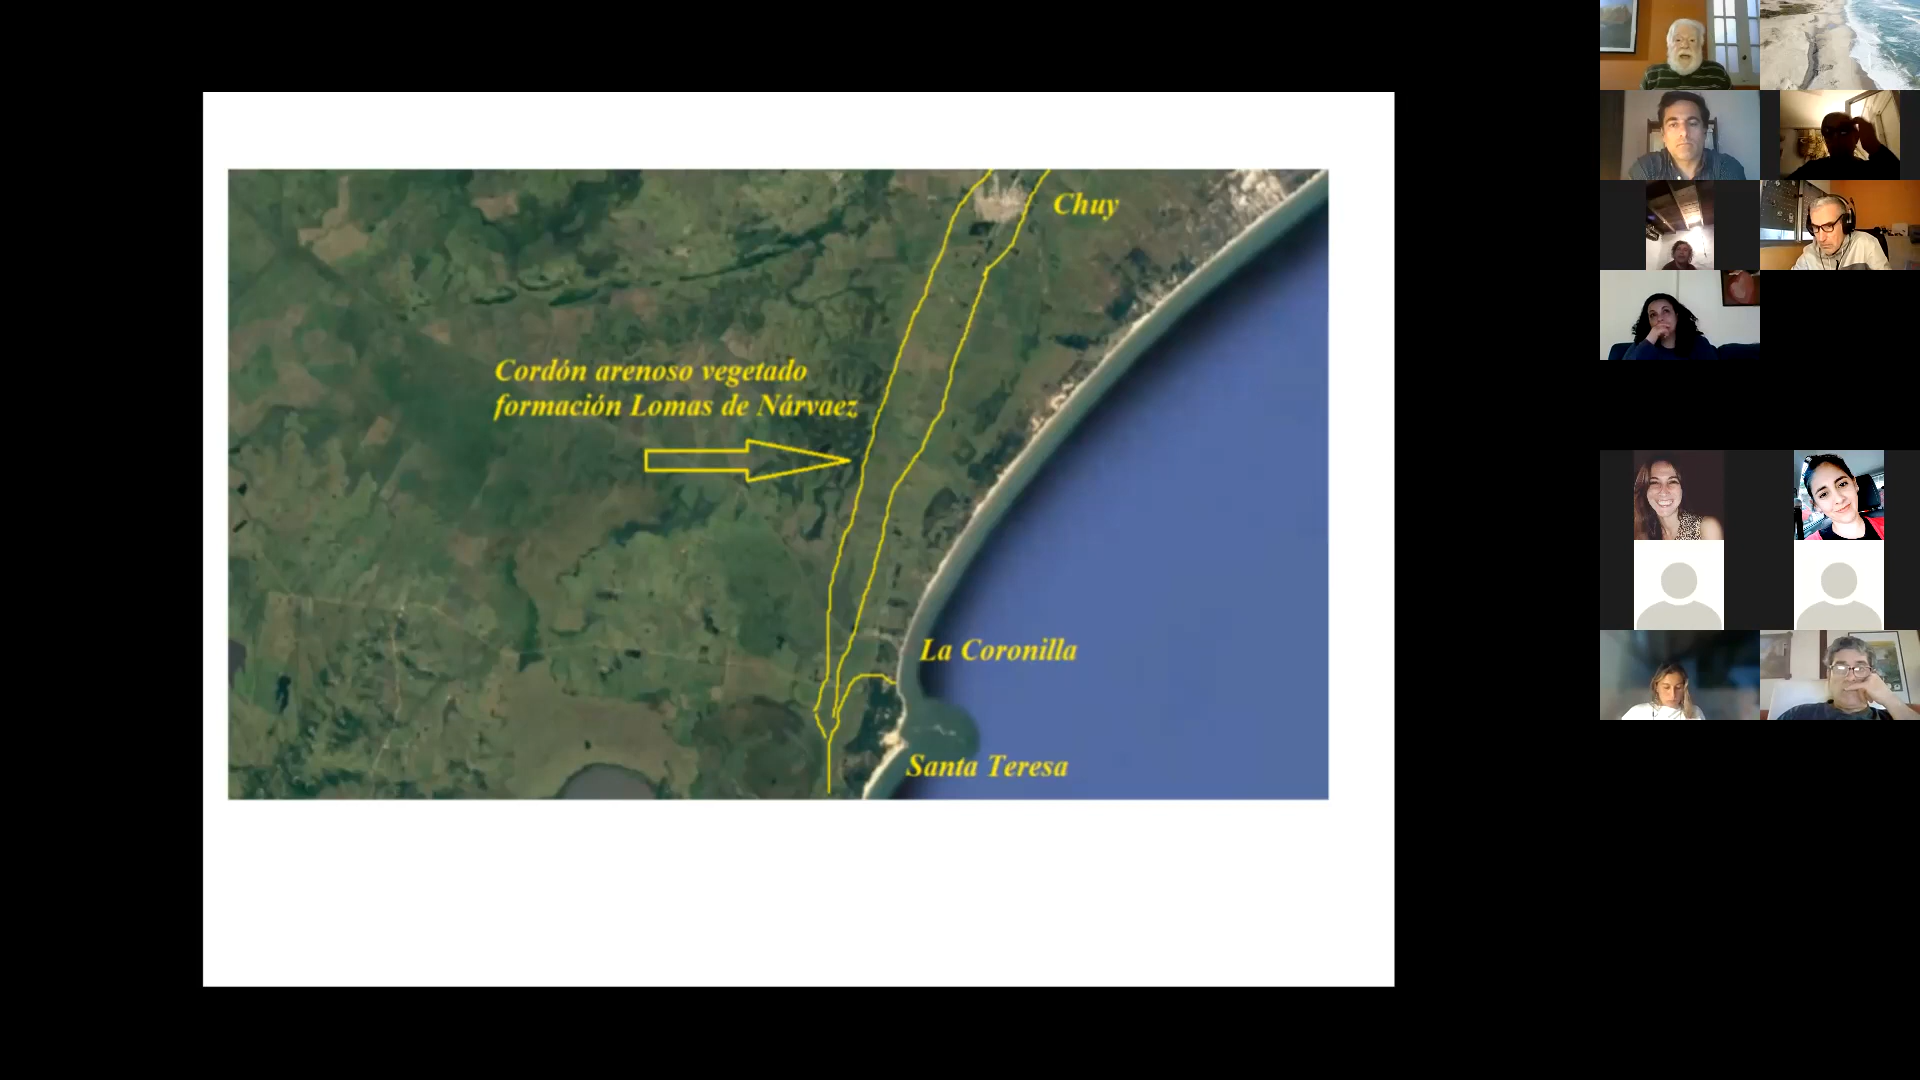 Chuy
Cordón arenoso vegetado
formación Lomas de Nárvaez
La Coronilla
Santa Teresa